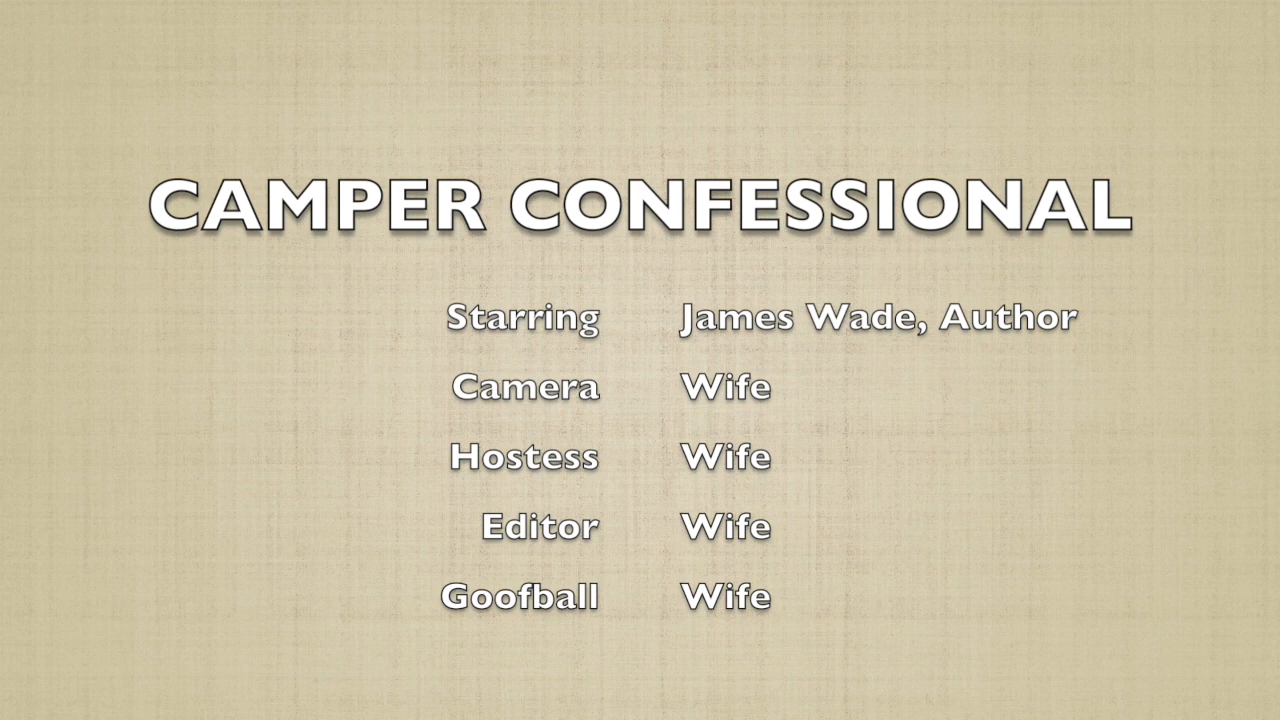 CAMPER CONFESSIONAL
Starring James Wade, Author
Camera Wife
Hostess Wife
Editor Wife
Goofball Wife